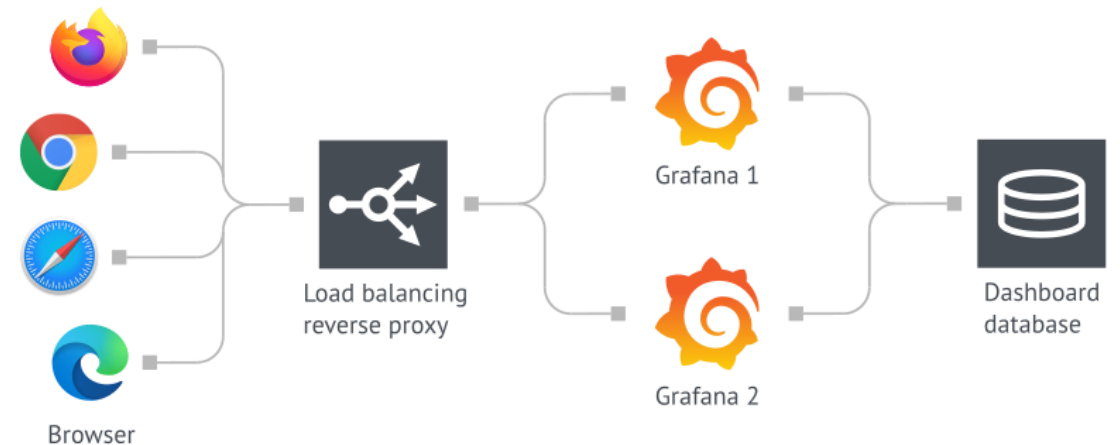 Browser
Load balancing
reverse proxy
Grafana 1
Grafana 2
Dashboard
database